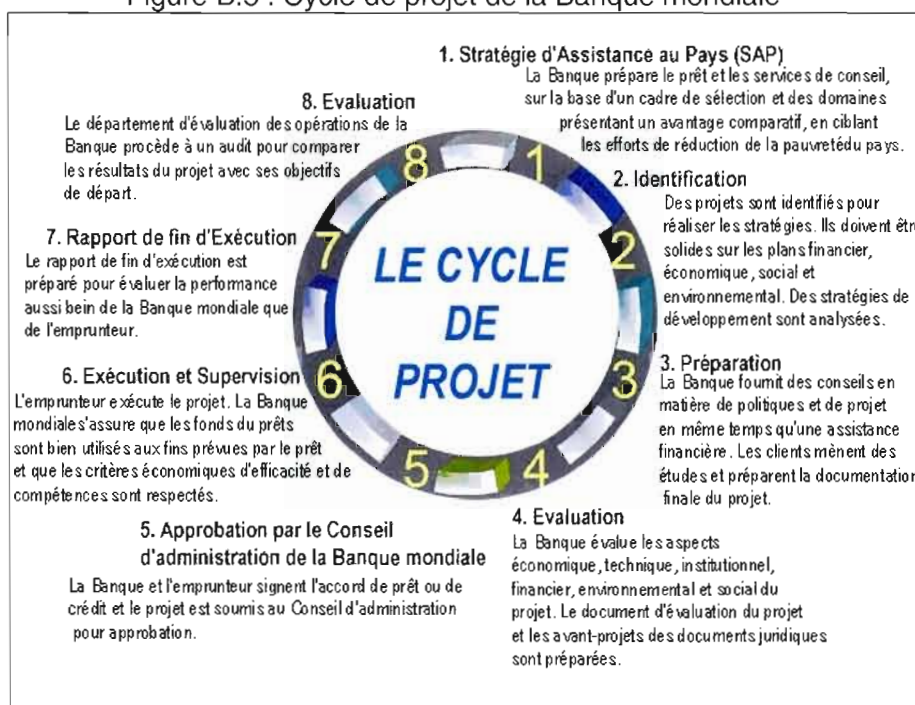 Figure B.3 : Cycle de projet de la Banque mondiale
1. Stratégie d'Assistance au Pays (SAP)
La Banque prépare le prêt et les services de conseil,
sur la base d'un cadre de sélection et des domaines
présentant un avantage comparatif, en ciblant
les efforts de réduction de la pauvretédu pays.
2. Identification
Des projets sont identifiés pour
réaliser les stratégies. Ils doivent êtr
solides sur les plans financier,
économique, social et
environnemental. Des stratégies de
développement sont analysées.
3. Préparation
La Banque fournit des conseils en
matière de politiques et de projet
en même temps qu'une assistance
financière. Les clients mènent des
études et préparent la documentation
finale du projet.
4. Evaluation
La Banque évalue les aspects
économique, technique, institutionnel,
financier, environnemental et social du
projet. Le document d'évaluation du projet
et les avant-projets des documents juridiques
sont préparées.
5. Approbation par le Conseil
d'administration de la Banque mondiale
La Banque et l'emprunteur signent l'accord de prêt ou de
crédit et le projet est soumis au Conseil d'administration
pour approbation.
6. Exécution et Supervision
L'emprunteur exécute le projet. La Banque
mondiale s'assure que les fonds du prêts
sont bien utilisés aux fins prévues par le prêt
et que les critères économiques d'efficacité et de
compétences sont respectés.
7. Rapport de fin d'Exécution
Le rapport de fin d'exécution est
préparé pour évaluer la performance
aussi bein de la Banque mondiale que
de l'emprunteur.
8. Evaluation
Le département d'évaluation des opérations de la
Banque procède à un audit pour comparer
les résultats du projet avec ses objectifs
de départ.
LE CYCLE
DE
PROJET
1
2
3
4
5
6
7
8